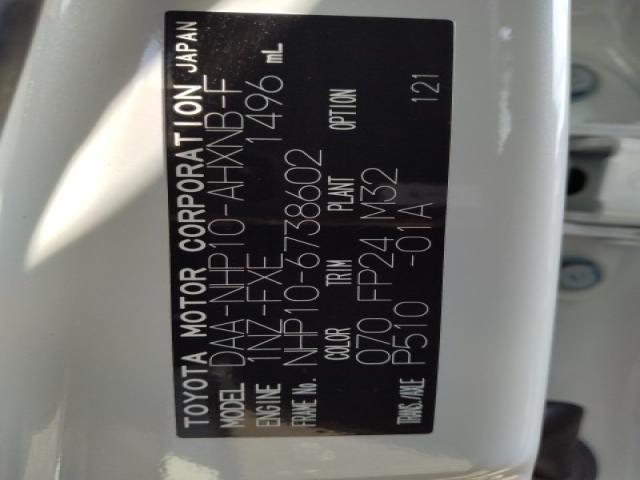 TOYOTA MOTOR CORPORATION JAPAN
MODEL DAA-NHP10-AHXNB-F
ENGINE 1NZ-FXE 1496 mL
FRAME No. NHP10-6738602
COLOR TRIM PLANT OPTION
070 FP24 M32
TRANS./AXLE P510 -01A 121